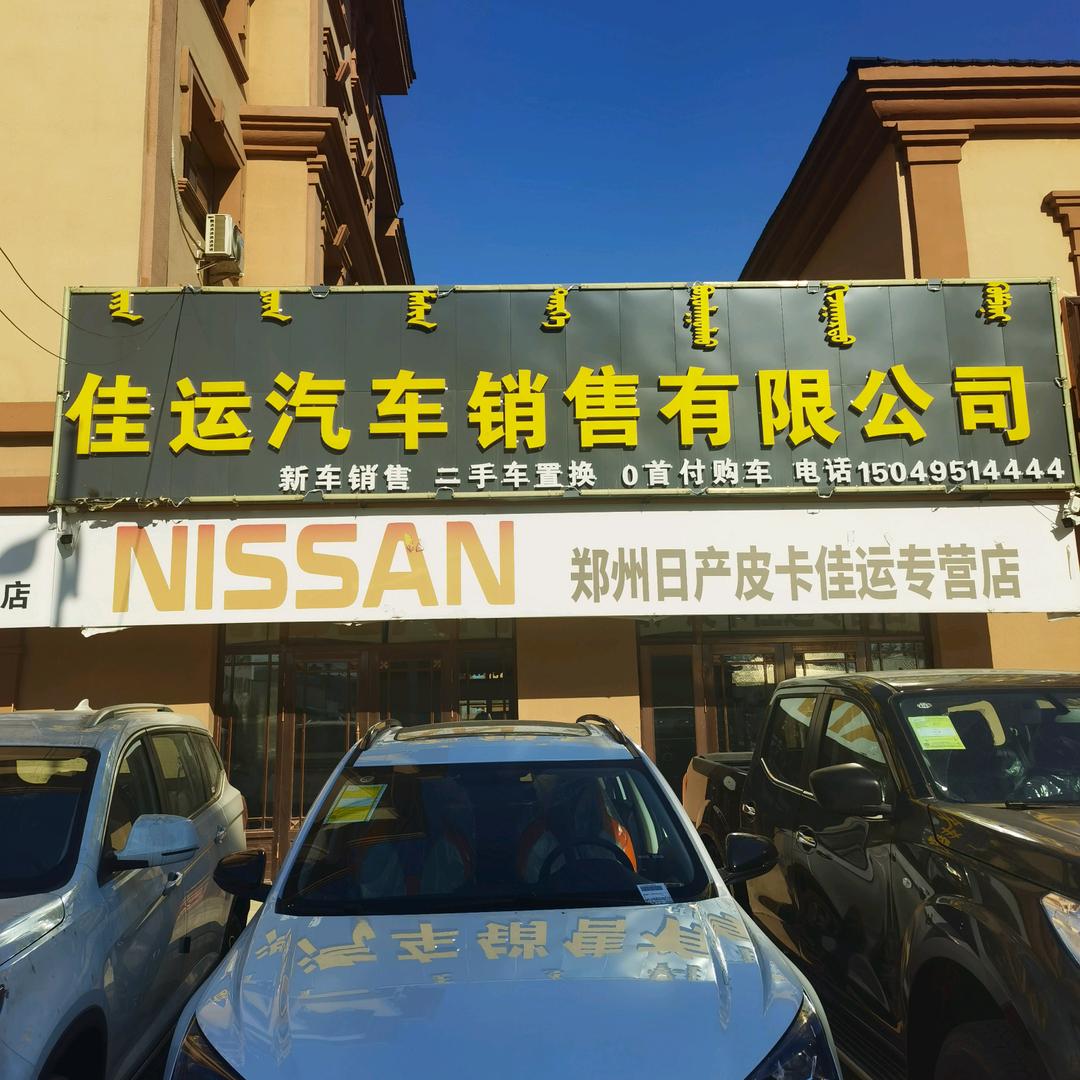 佳运汽车销售有限公司
新车销售 二手车置换 0首付购车 电话15049514444
店
NISSAN 郑州日产皮卡佳运专营店